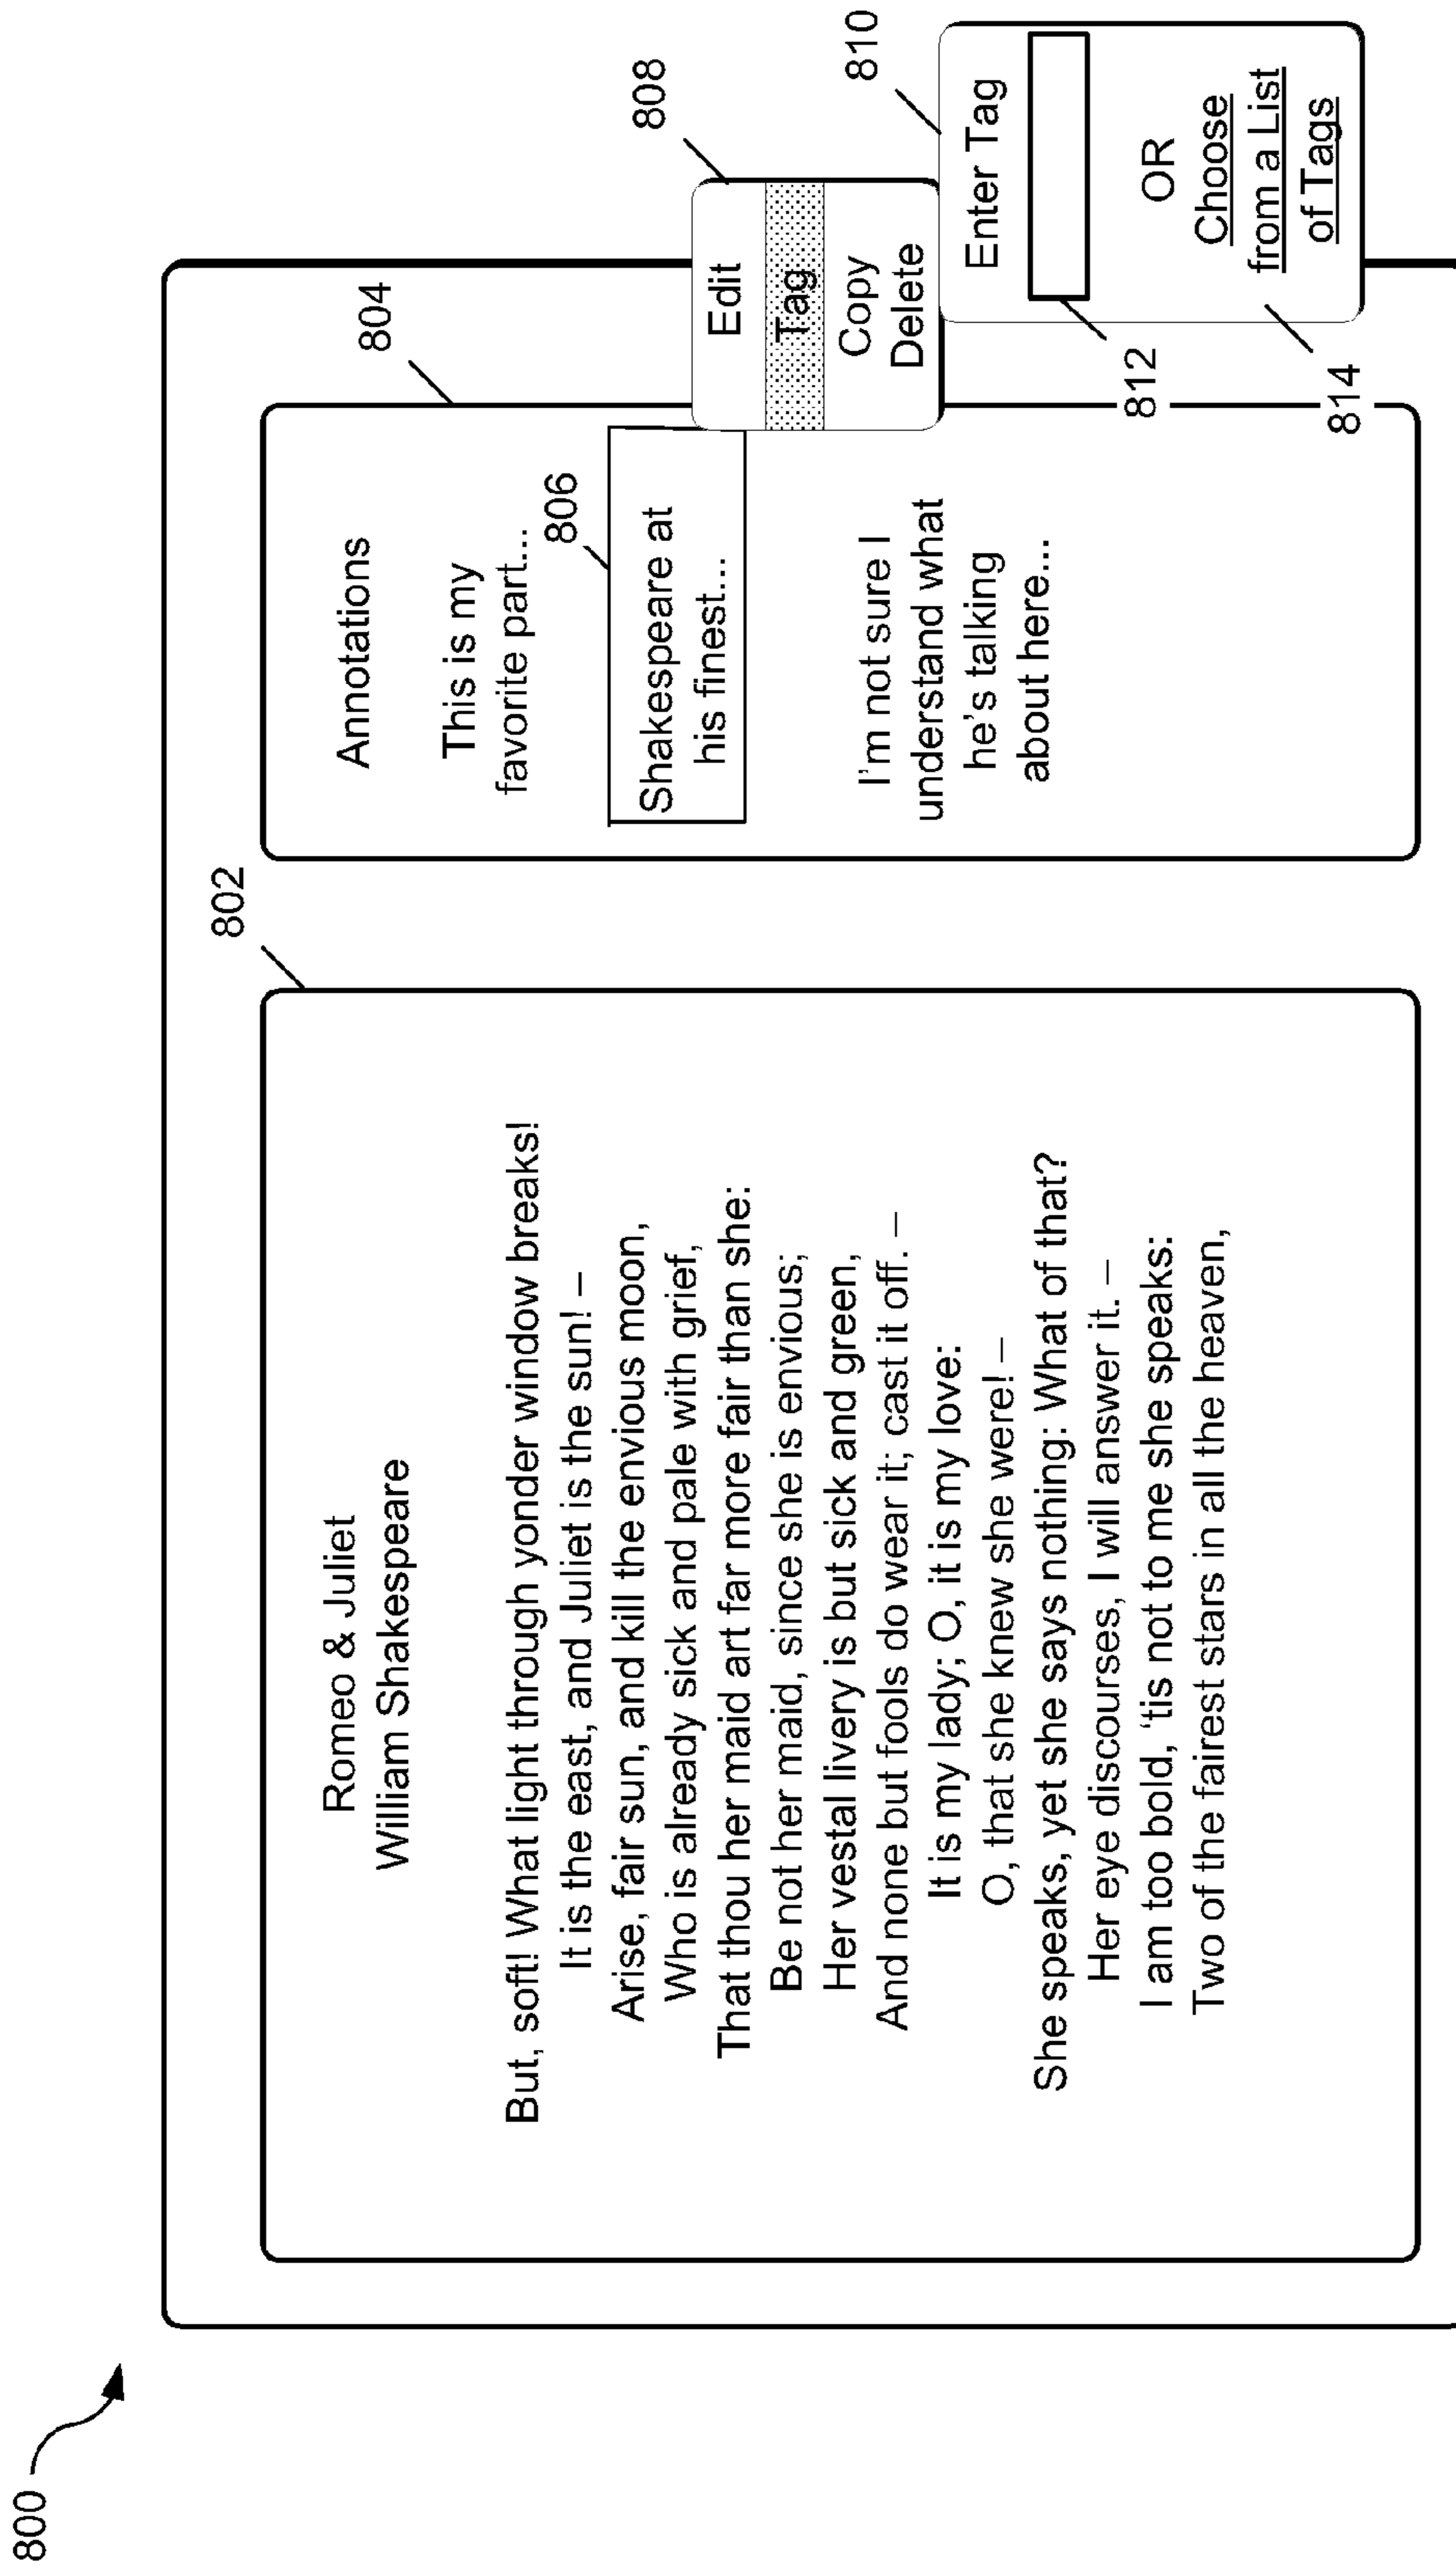 800
802
Romeo & Juliet
William Shakespeare
But, soft! What light through yonder window breaks!
It is the east, and Juliet is the sun! –
Arise, fair sun, and kill the envious moon,
Who is already sick and pale with grief,
That thou her maid art far more fair than she:
Be not her maid, since she is envious;
Her vestal livery is but sick and green,
And none but fools do wear it; cast it off. –
It is my lady; O, it is my love:
O, that she knew she were! –
She speaks, yet she says nothing: What of that?
Her eye discourses, I will answer it. –
I am too bold, ‘tis not to me she speaks:
Two of the fairest stars in all the heaven,
804
Annotations
This is my
favorite part...
806
Shakespeare at
his finest...
I'm not sure I
understand what
he's talking
about here...
808
Edit
Tag
Copy
Delete
810
Enter Tag
812
OR
Choose
from a List
of Tags
814